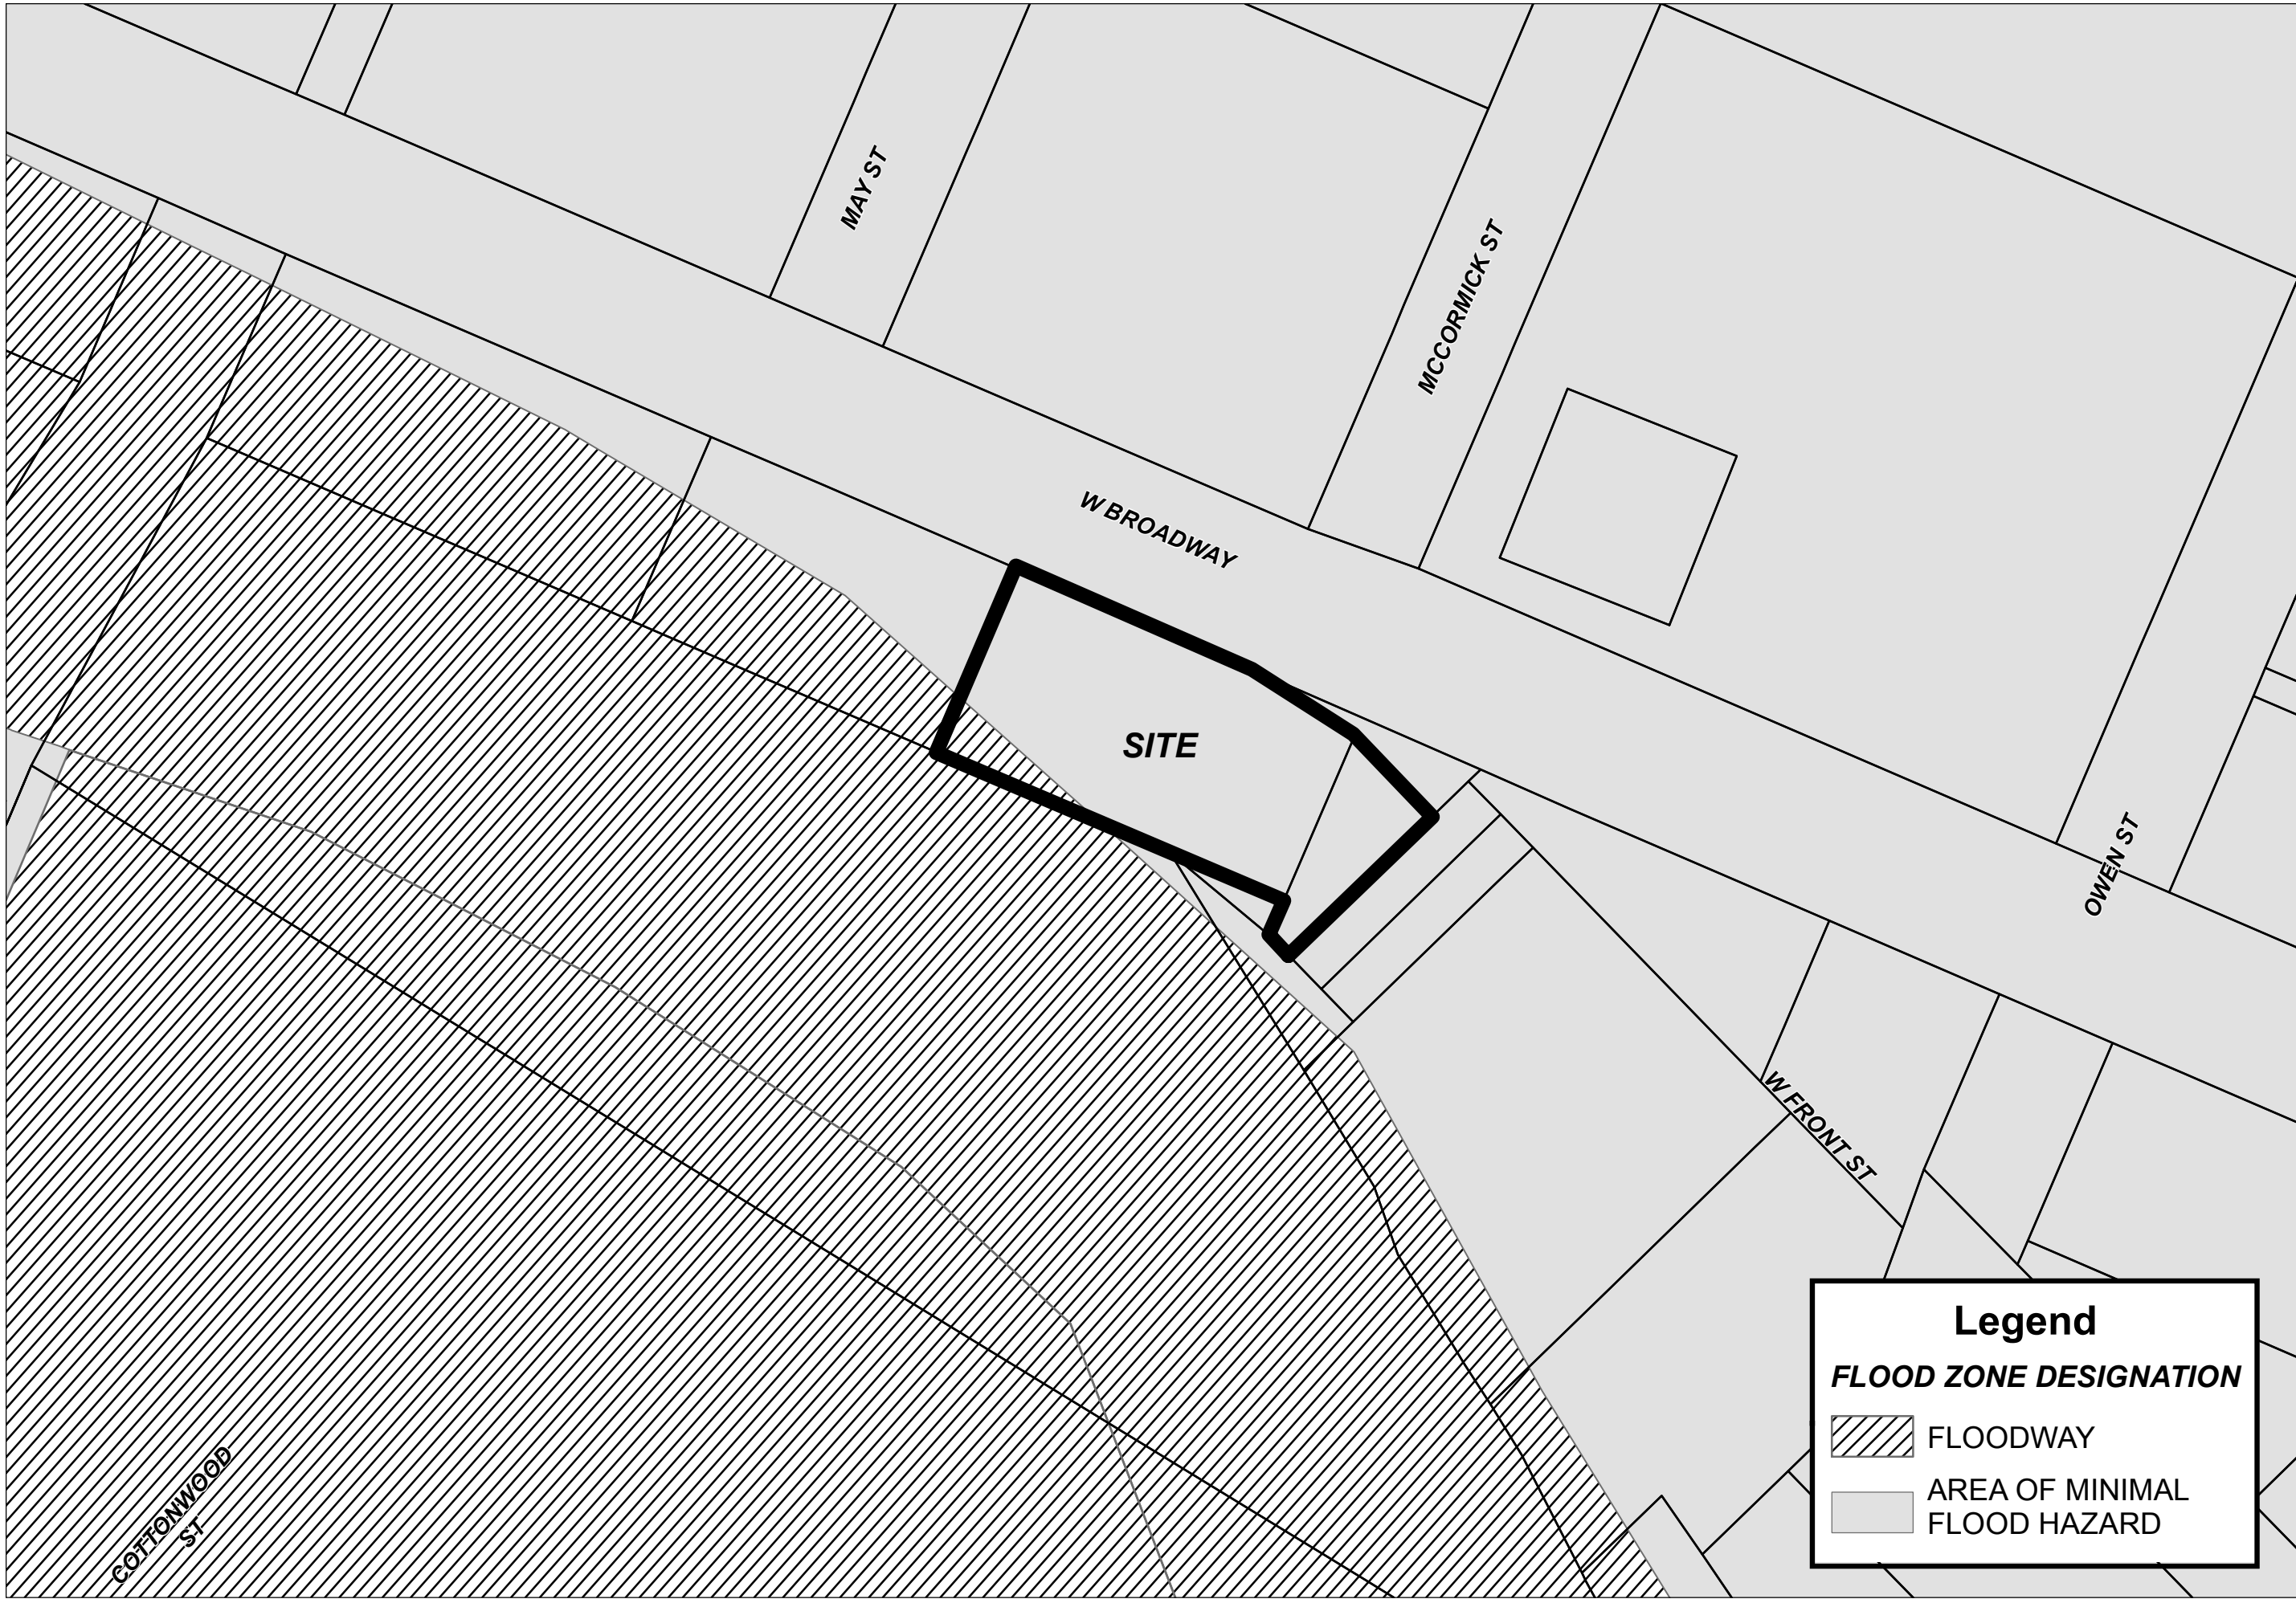 MAY ST
MCCORMICK ST
W BROADWAY
SITE
OWEN ST
W FRONT ST
COTTONWOOD
ST
Legend
FLOOD ZONE DESIGNATION
FLOODWAY
AREA OF MINIMAL
FLOOD HAZARD